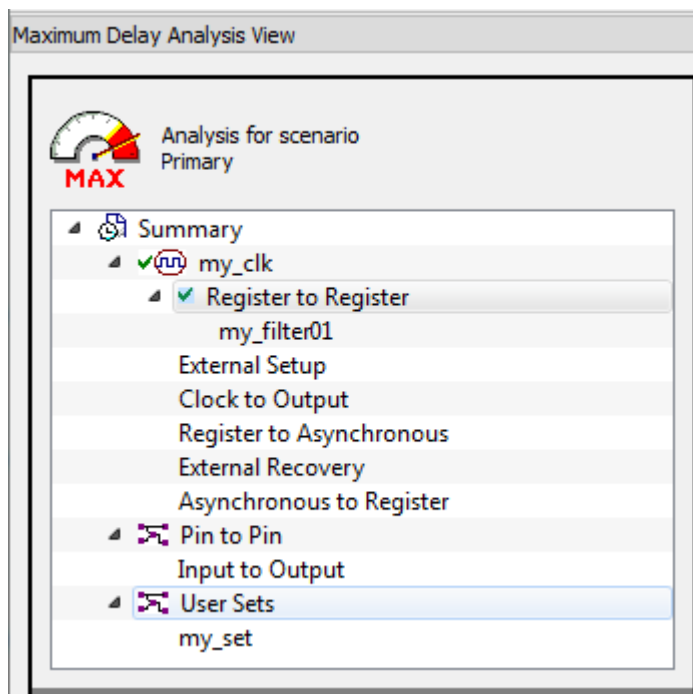 Maximum Delay Analysis View
Analysis for scenario
Primary
MAX
Summary
my_clk
Register to Register
my_filter01
External Setup
Clock to Output
Register to Asynchronous
External Recovery
Asynchronous to Register
Pin to Pin
Input to Output
User Sets
my_set